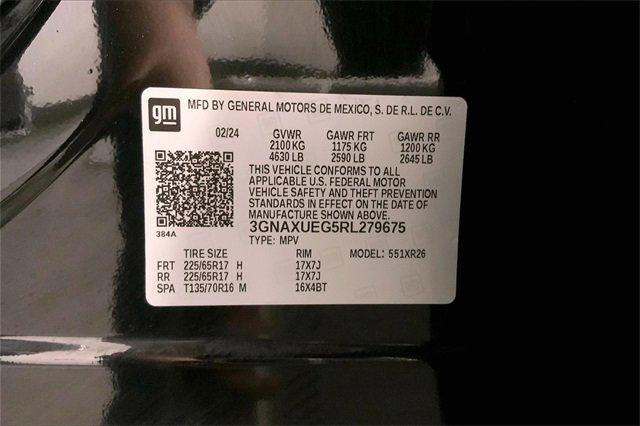 gm
MFD BY GENERAL MOTORS DE MEXICO, S. DE R.L. DE C.V.
02/24 GVWR GAWR FRT GAWR RR
2100 KG 1175 KG 1200 KG
4630 LB 2590 LB 2645 LB
THIS VEHICLE CONFORMS TO ALL
APPLICABLE U.S. FEDERAL MOTOR
VEHICLE SAFETY AND THEFT PREVENTION
STANDARDS IN EFFECT ON THE DATE OF
MANUFACTURE SHOWN ABOVE.
384A
3GNAXUEG5RL279675
TYPE: MPV
TIRE SIZE RIM MODEL: 551XR26
FRT 225/65R17 H 17X7J
RR 225/65R17 H 17X7J
SPA T135/70R16 M 16X4BT